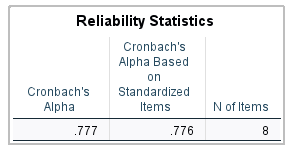 Reliability Statistics
Cronbach's
Alpha Based
on
Cronbach's Standardized
Alpha Items N of Items
.777 .776 8